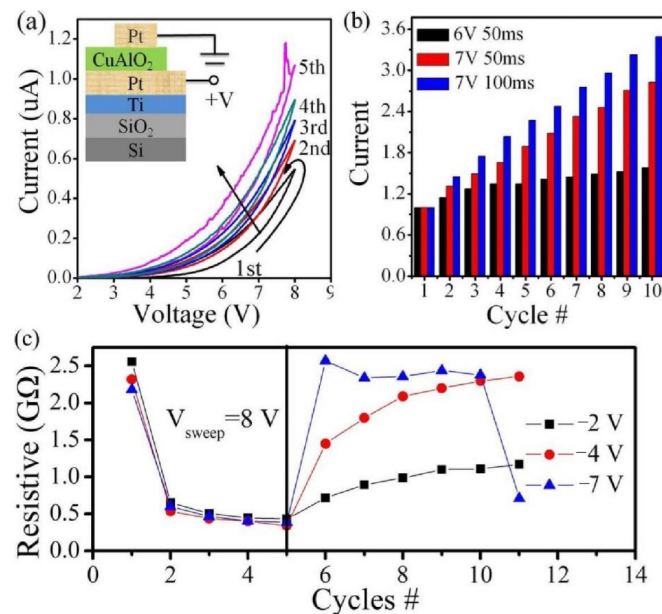 (a)
Current (uA)
1.2
1.0
0.8
0.6
0.4
0.2
0.0
2 3 4 5 6 7 8 9
Voltage (V)
Pt
CuAlO₂
Pt
+V
Ti
SiO₂
Si
5th
4th
3rd
2nd
1st
(b)
Current
3.6
3.0
2.4
1.8
1.2
0.6
0.0
6V 50ms
7V 50ms
7V 100ms
1 2 3 4 5 6 7 8 9 10
Cycle #
(c)
Resistive (GΩ)
2.5
2.0
1.5
1.0
0.5
0.0
V sweep =8 V
−2 V
−4 V
−7 V
0 2 4 6 8 10 12 14
Cycles #